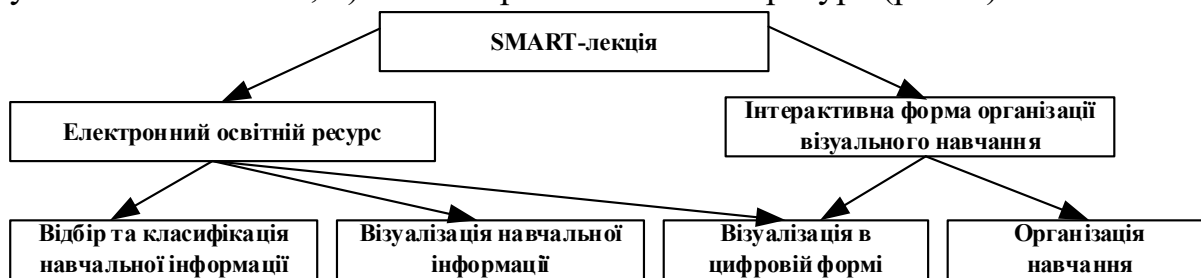 SMART-лекція
Електронний освітній ресурс
Інтерактивна форма організації
візуального навчання
Відбір та класифікація
навчальної інформації
Візуалізація навчальної
інформації
Візуалізація в
цифровій формі
Організація
навчання